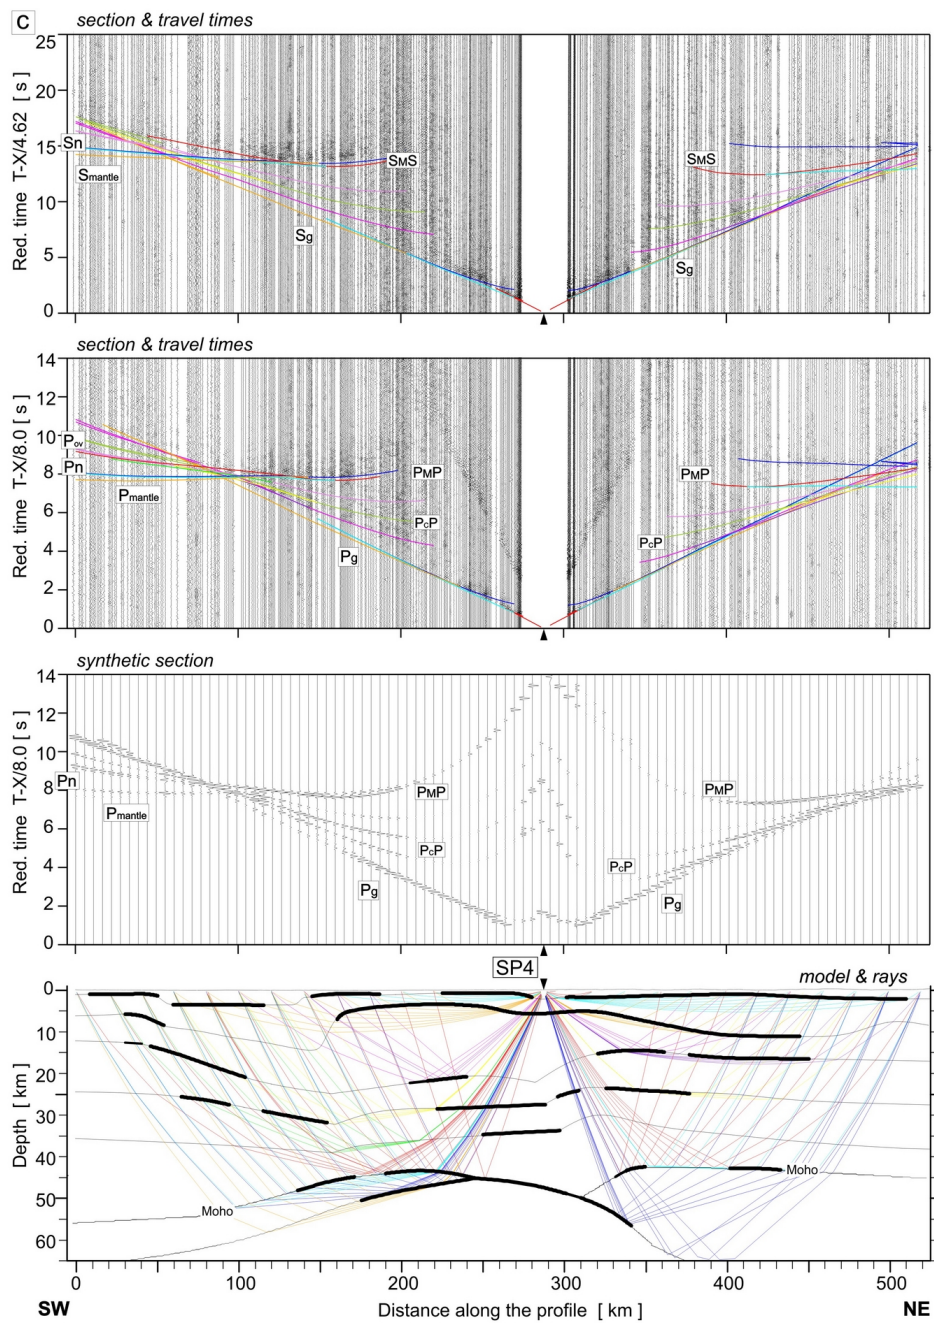 C
section & travel times
Red. time T-X/4.62 [ s ]
25
20
15
10
5
0
Sn
Smantle
Sg
SMS
SMS
Sg
section & travel times
Red. time T-X/8.0 [ s ]
14
12
10
8
6
4
2
0
Pov
Pn
Pmantle
Pg
PMP
PcP
PMP
PcP
synthetic section
Red. time T-X/8.0 [ s ]
14
12
10
8
6
4
2
0
Pn
Pmantle
Pg
PMP
PcP
PMP
PcP
Pg
SP4
model & rays
Depth [ km ]
0
10
20
30
40
50
60
Moho
Moho
0 100 200 300 400 500
SW Distance along the profile [ km ] NE